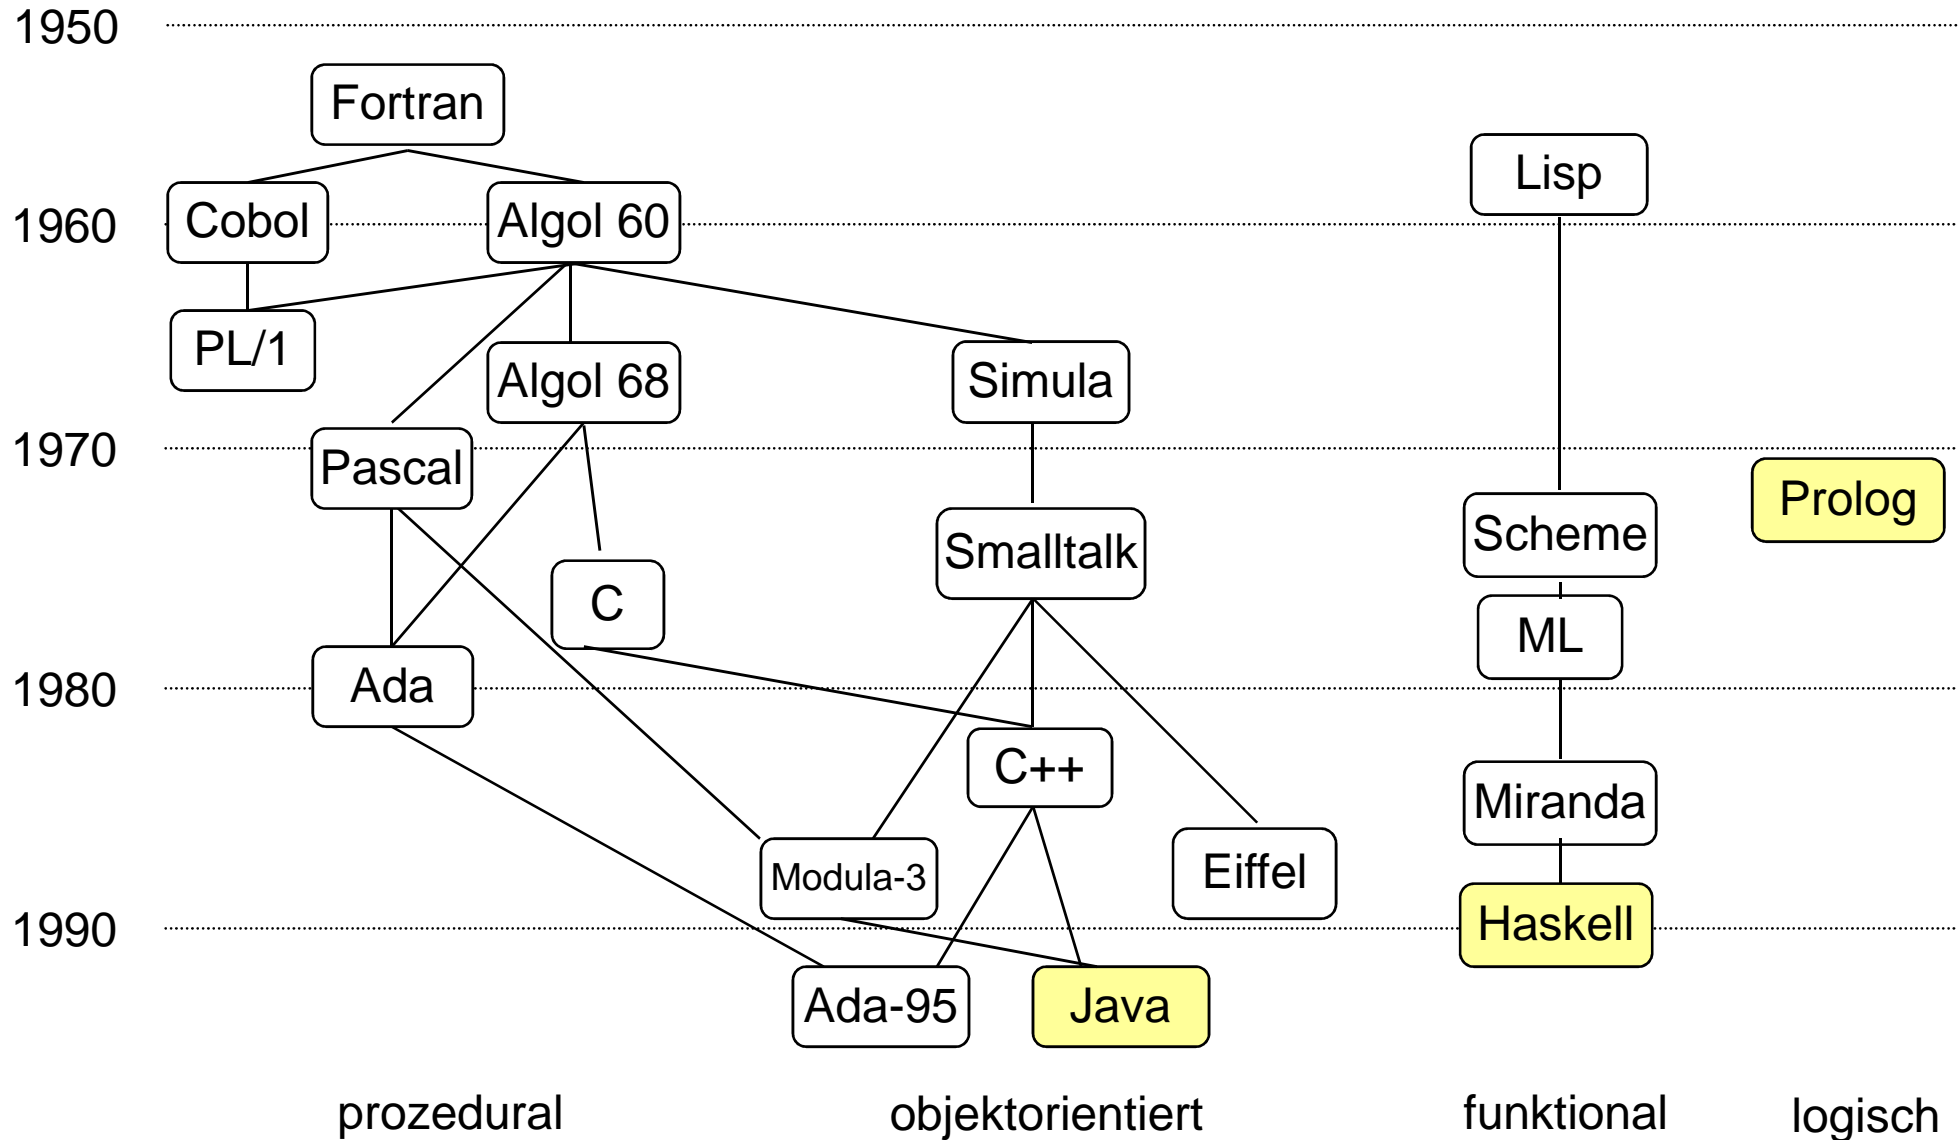 1950
Fortran
Lisp
1960
Cobol
Algol 60
PL/1
Algol 68
Simula
1970
Pascal
Prolog
Smalltalk
Scheme
C
ML
1980
Ada
C++
Miranda
Modula-3
Eiffel
1990
Haskell
Ada-95
Java
prozedural
objektorientiert
funktional
logisch